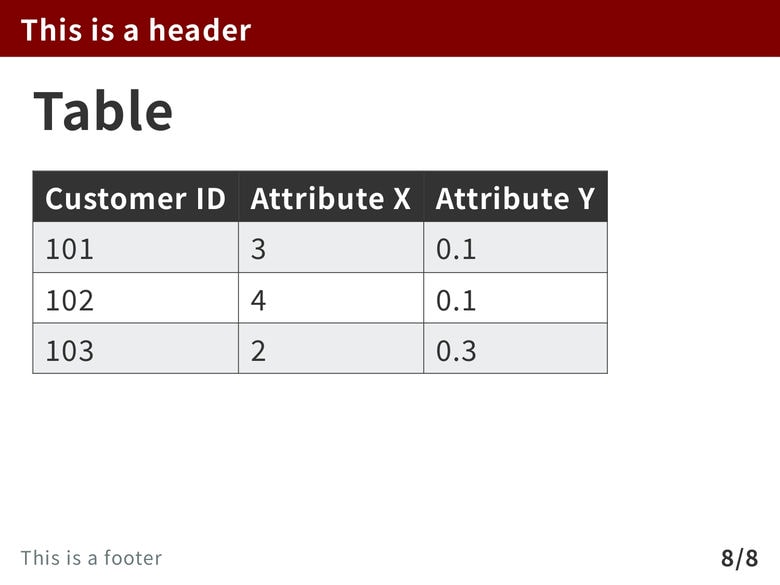 This is a header
Table
Customer ID Attribute X Attribute Y
101 3 0.1
102 4 0.1
103 2 0.3
This is a footer 8/8